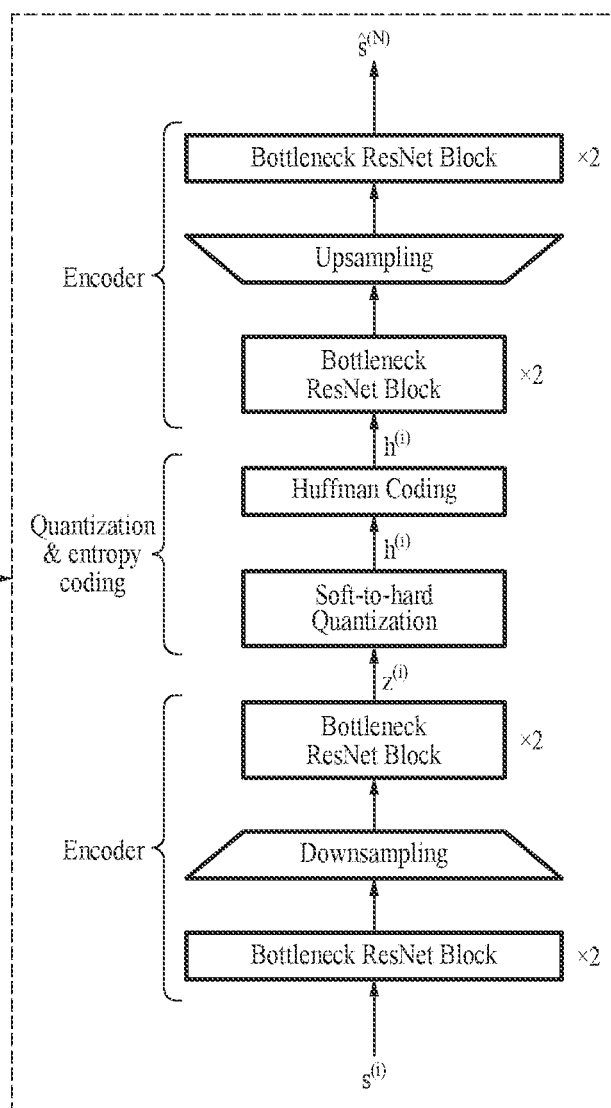 ŝ(N)
Bottleneck ResNet Block ×2
Upsampling
Encoder
Bottleneck
ResNet Block
×2
h(i)
Huffman Coding
Quantization
& entropy
coding
h(i)
Soft-to-hard
Quantization
z(i)
Bottleneck
ResNet Block
×2
Encoder
Downsampling
Bottleneck ResNet Block ×2
s(i)